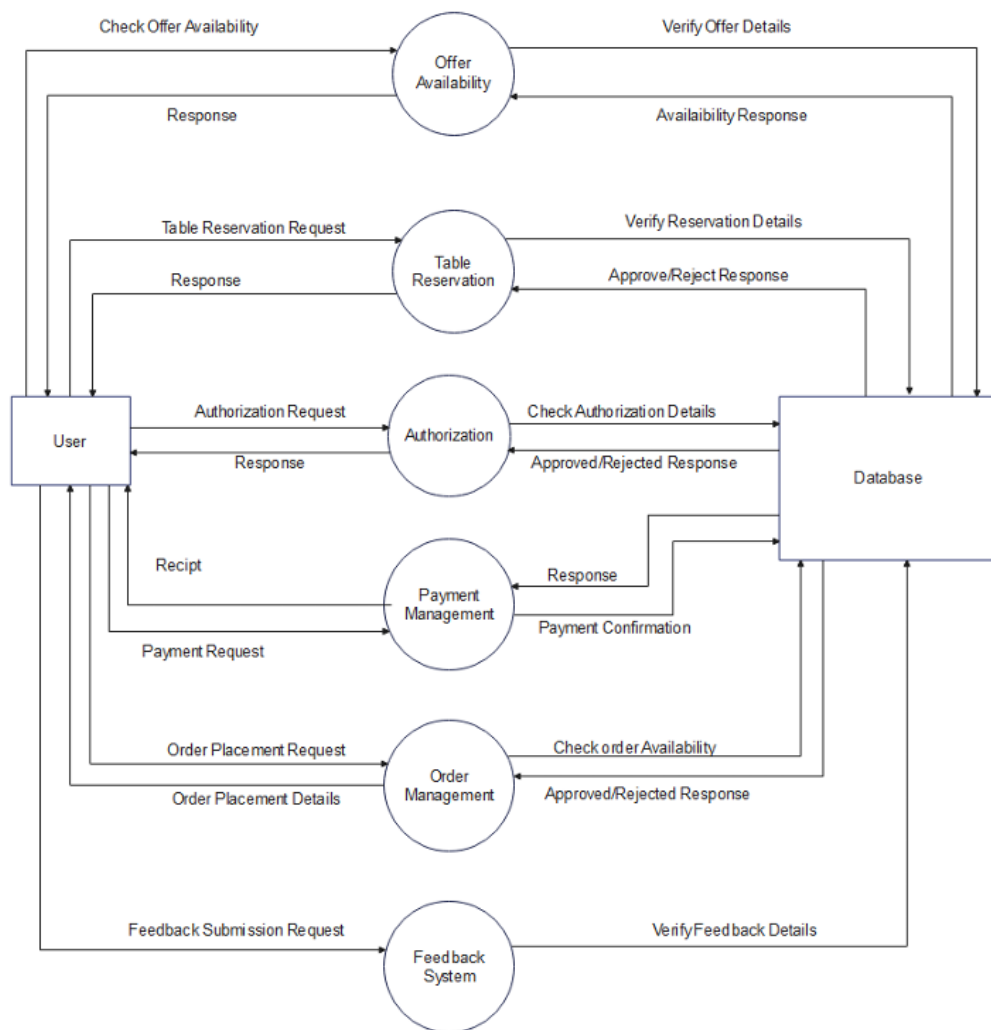 Check Offer Availability
Verify Offer Details
Offer
Availability
Response
Availaibility Response
Table Reservation Request
Verify Reservation Details
Table
Reservation
Response
Approve/Reject Response
Authorization Request
Check Authorization Details
User
Authorization
Response
Approved/Rejected Response
Database
Recipt
Response
Payment
Management
Payment Request
Payment Confirmation
Order Placement Request
Check order Availability
Order
Management
Order Placement Details
Approved/Rejected Response
Feedback Submission Request
Verify Feedback Details
Feedback
System